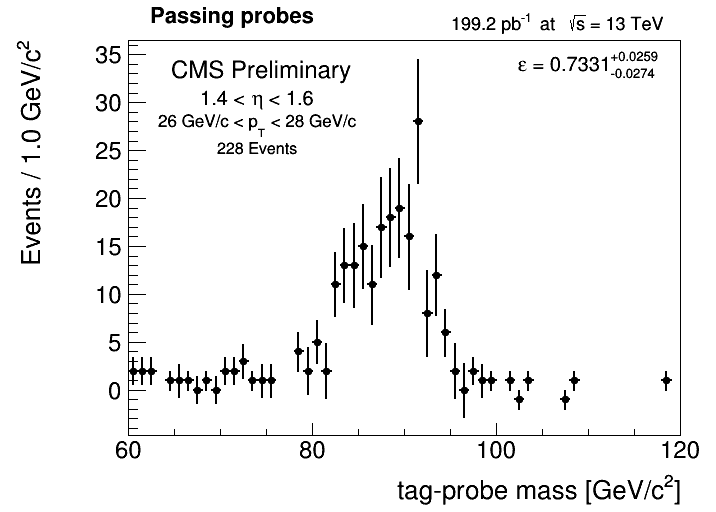 Passing probes
199.2 pb⁻¹ at √s = 13 TeV
CMS Preliminary
1.4 < η < 1.6
26 GeV/c < p_T < 28 GeV/c
228 Events
ε = 0.7331 +0.0259 -0.0274
Events / 1.0 GeV/c²
35
30
25
20
15
10
5
0
60 80 100 120
tag-probe mass [GeV/c²]